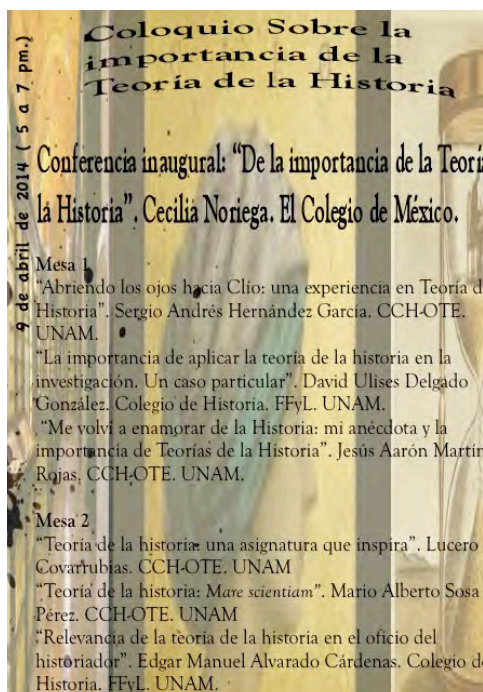 Coloquio Sobre la
importancia de la
Teoría de la Historia
9 de abril de 2014 ( 5 a 7 pm.)
Conferencia inaugural: “De la importancia de la Teorí
la Historia”. Cecilia Noriega. El Colegio de México.
Mesa 1
“Abriendo los ojos hacia Clío: una experiencia en Teoría d
Historia”. Sergio Andrés Hernández Garcia. CCH-OTE.
UNAM.
“La importancia de aplicar la teoría de la historia en la
investigación. Un caso particular”. David Ulises Delgado
González. Colegio de Historia. FFyL. UNAM.
“Me volví a enamorar de la Historia: mi anécdota y la
importancia de Teorías de la Historia”. Jesús Aarón Martín
Rojas. CCH-OTE. UNAM.
Mesa 2
“Teoría de la historia: una asignatura que inspira”. Lucero
Covarrubias. CCH-OTE. UNAM
“Teoría de la historia: Mare scientiam”. Mario Alberto Sosa
Pérez. CCH-OTE. UNAM
“Relevancia de la teoría de la historia en el oficio del
historiador”. Edgar Manuel Alvarado Cárdenas. Colegio d
Historia. FFyL. UNAM.